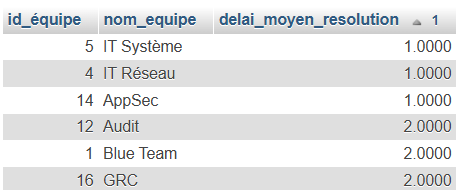 id_équipe nom_equipe delai_moyen_resolution 1
5 IT Système 1.0000
4 IT Réseau 1.0000
14 AppSec 1.0000
12 Audit 2.0000
1 Blue Team 2.0000
16 GRC 2.0000